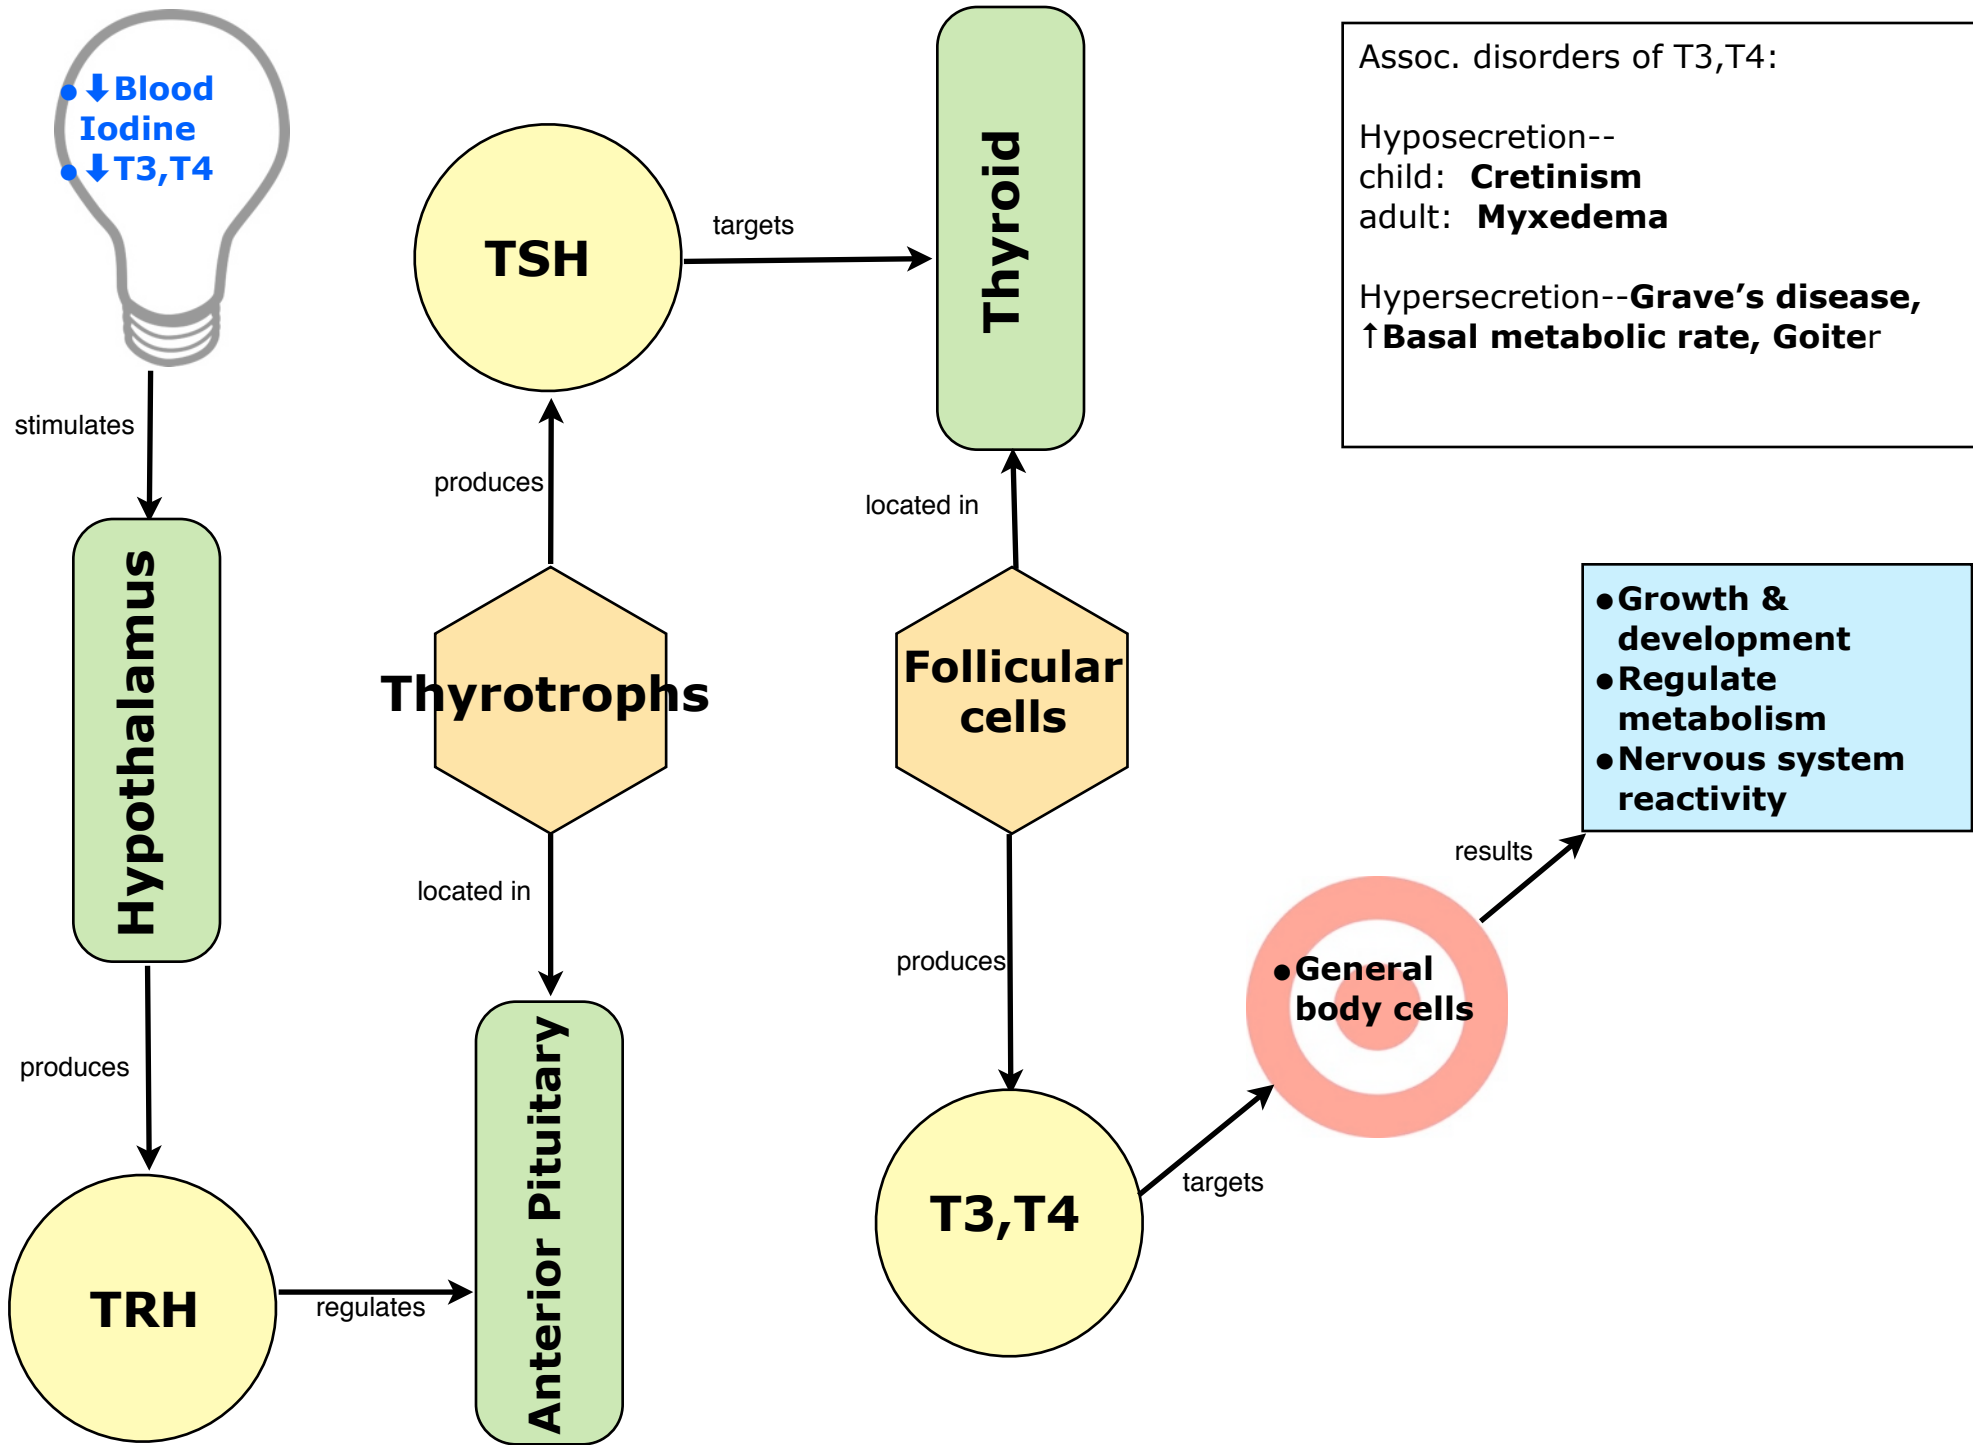 •⬇Blood
Iodine
•⬇T3,T4
stimulates
Hypothalamus
produces
TRH
regulates
Anterior Pituitary
located in
Thyrotrophs
produces
TSH
targets
Thyroid
located in
Follicular
cells
produces
T3,T4
targets
•General
body cells
results
•Growth &
development
•Regulate
metabolism
•Nervous system
reactivity
Assoc. disorders of T3,T4:
Hyposecretion--
child:  Cretinism
adult:  Myxedema
Hypersecretion--Grave’s disease,
↑Basal metabolic rate, Goiter